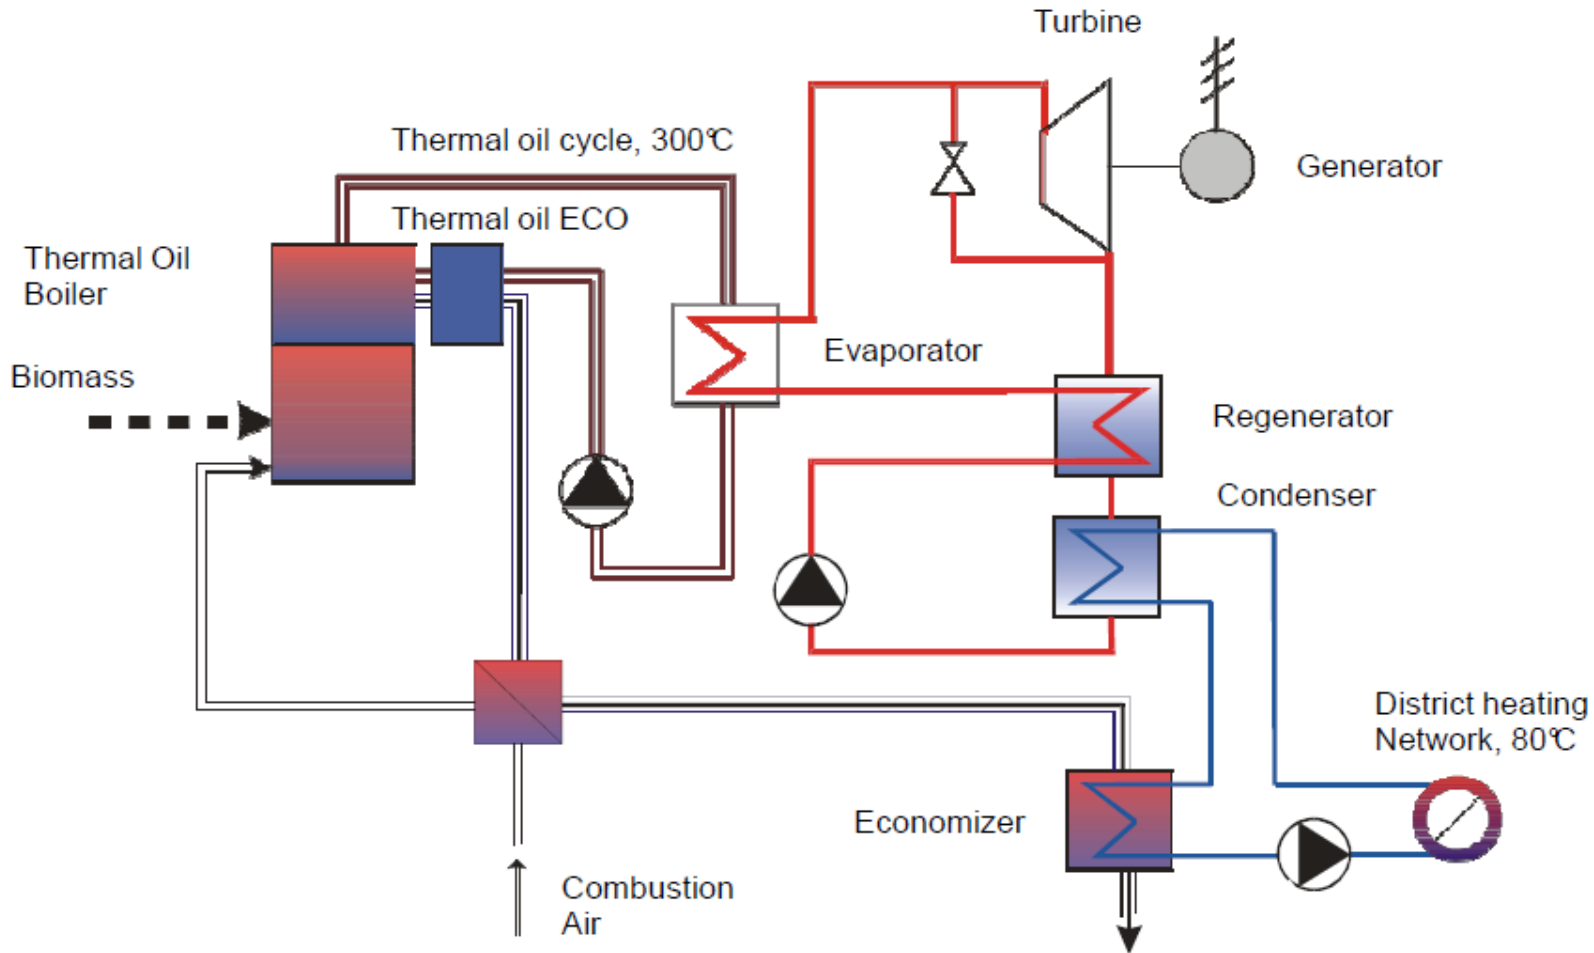 Turbine
Thermal oil cycle, 300°C
Generator
Thermal oil ECO
Thermal Oil
Boiler
Evaporator
Biomass
Regenerator
Condenser
District heating
Network, 80°C
Economizer
Combustion
Air